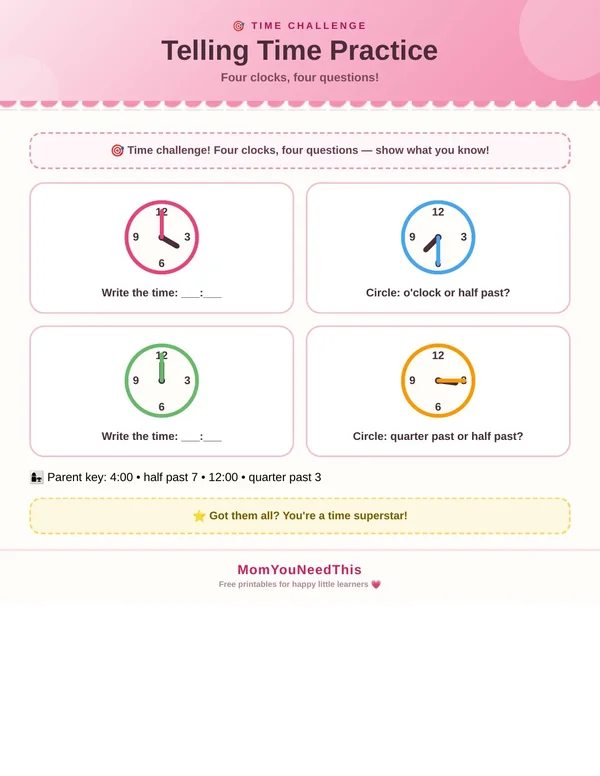 🎯 TIME CHALLENGE
Telling Time Practice
Four clocks, four questions!
🎯 Time challenge! Four clocks, four questions — show what you know!
12
9 3
6
Write the time: ___:___
12
9 3
Circle: o'clock or half past?
12
9 3
6
Write the time: ___:___
12
9
6
Circle: quarter past or half past?
Parent key: 4:00 • half past 7 • 12:00 • quarter past 3
⭐ Got them all? You're a time superstar!
MomYouNeedThis
Free printables for happy little learners 💗